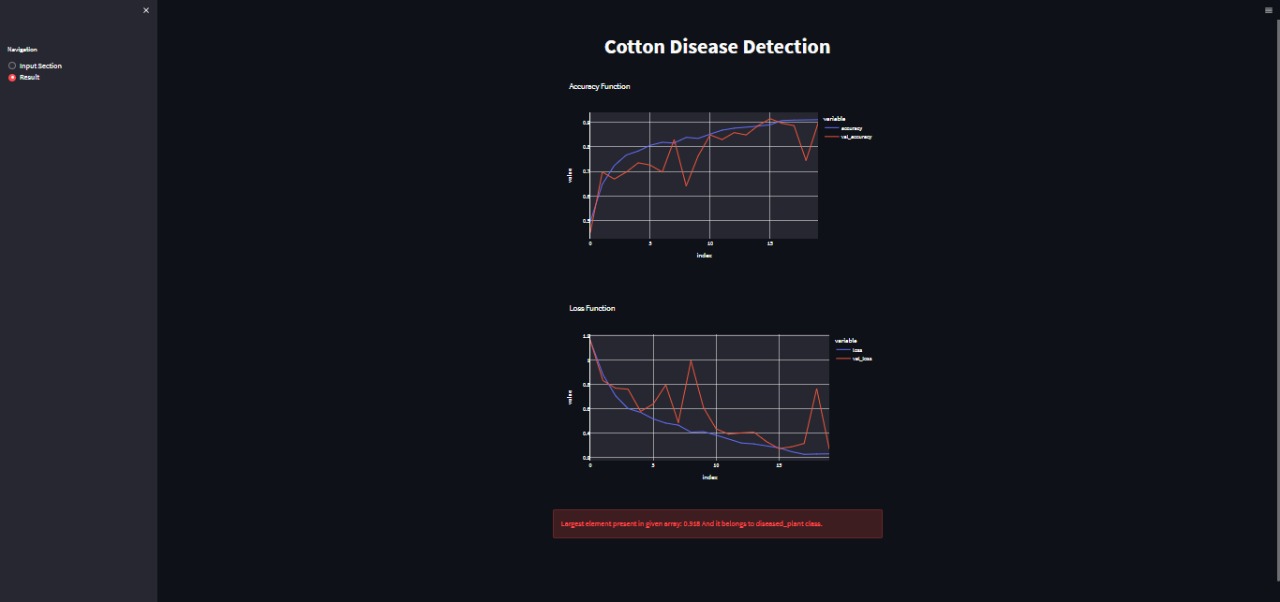 Navigation
Input Section
Result
Cotton Disease Detection
Accuracy Function
variable
accuracy
val_accuracy
value
0.9
0.8
0.7
0.6
0.5
0
5
10
15
index
Loss Function
variable
loss
val_loss
value
1.2
1
0.8
0.6
0.4
0.2
0
5
10
15
index
Largest element present in given array: And it belongs to diseased_plant class.